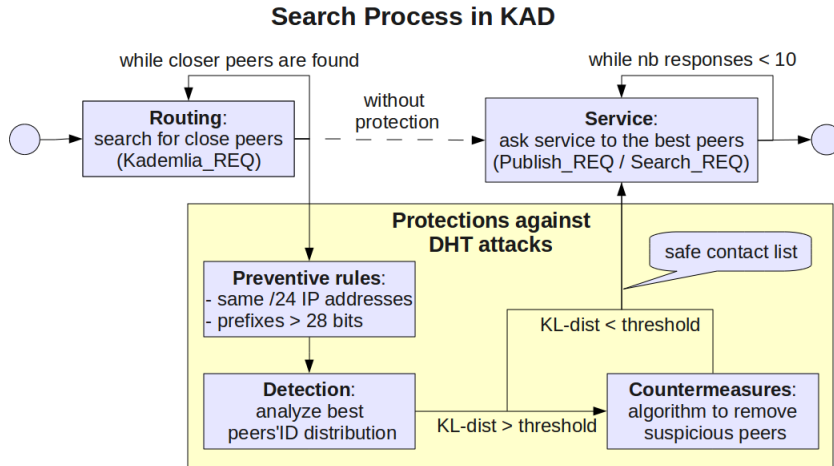 Search Process in KAD
while closer peers are found
while nb responses < 10
Routing:
search for close peers
(Kademlia_REQ)
without
protection
Service:
ask service to the best peers
(Publish_REQ / Search_REQ)
Protections against
DHT attacks
safe contact list
Preventive rules:
- same /24 IP addresses
- prefixes > 28 bits
KL-dist < threshold
Detection:
analyze best
peers'ID distribution
KL-dist > threshold
Countermeasures:
algorithm to remove
suspicious peers